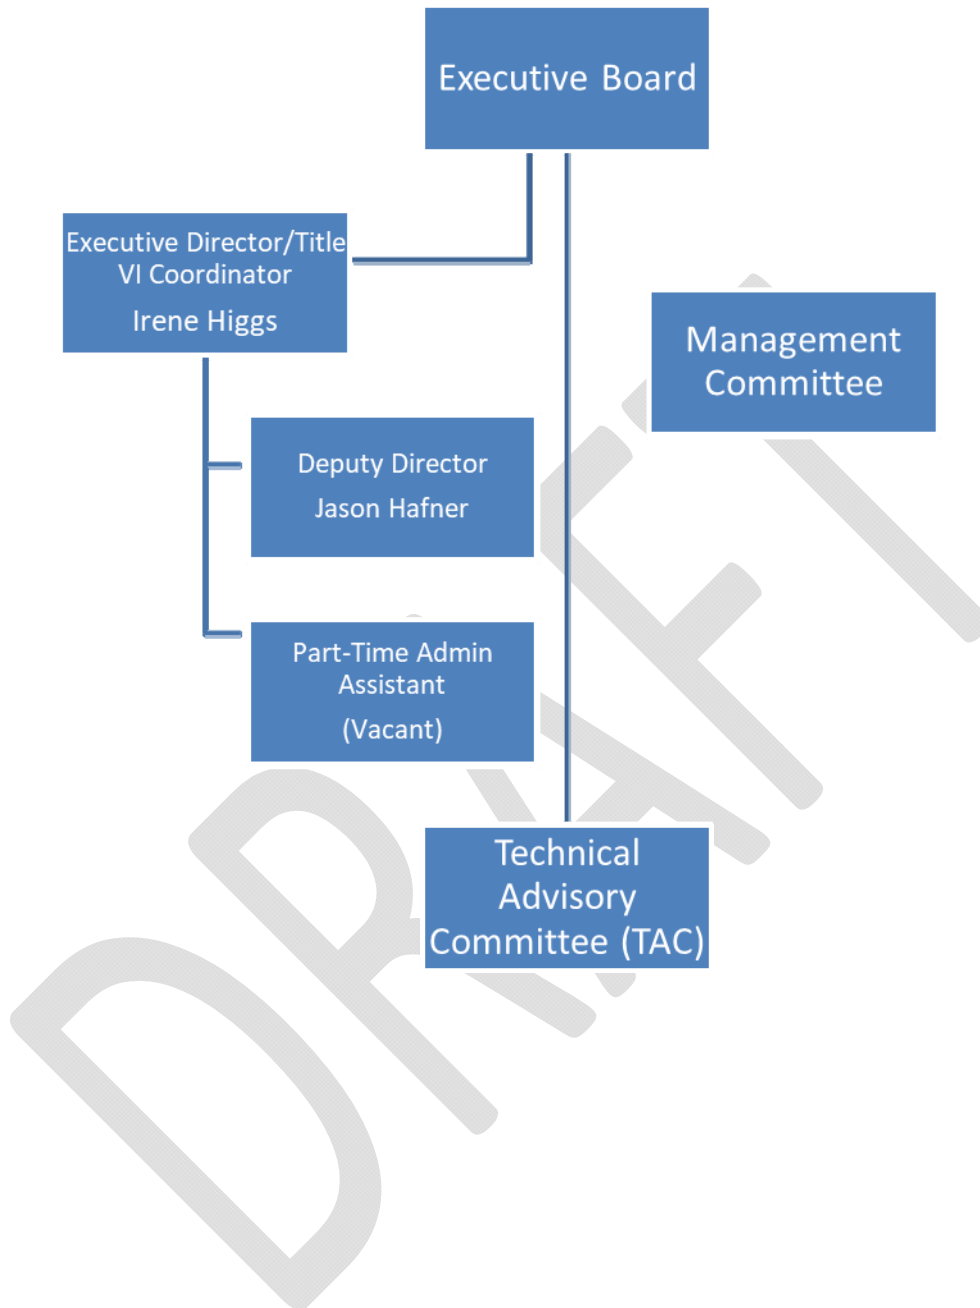 Executive Board
Executive Director/Title
VI Coordinator
Irene Higgs
Management
Committee
Deputy Director
Jason Hafner
Part-Time Admin
Assistant
(Vacant)
Technical
Advisory
Committee (TAC)
DRAFT